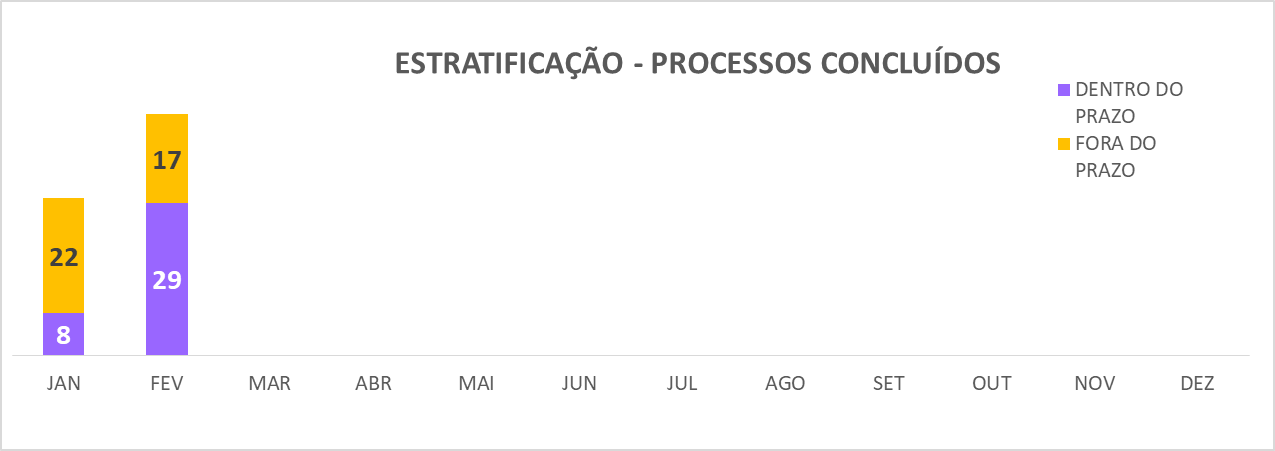 ESTRATIFICAÇÃO - PROCESSOS CONCLUÍDOS
DENTRO DO
PRAZO
FORA DO
PRAZO
17
22
29
8
JAN FEV MAR ABR MAI JUN JUL AGO SET OUT NOV DEZ